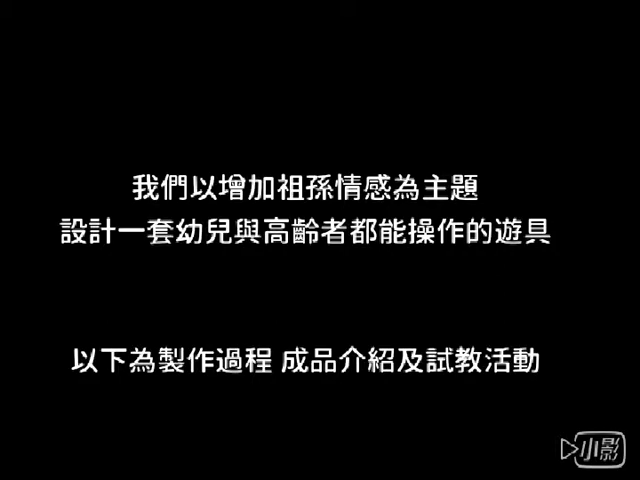 我們以增加祖孫情感為主題
設計一套幼兒與高齡者都能操作的遊具
以下為製作過程 成品介紹及試教活動
小影